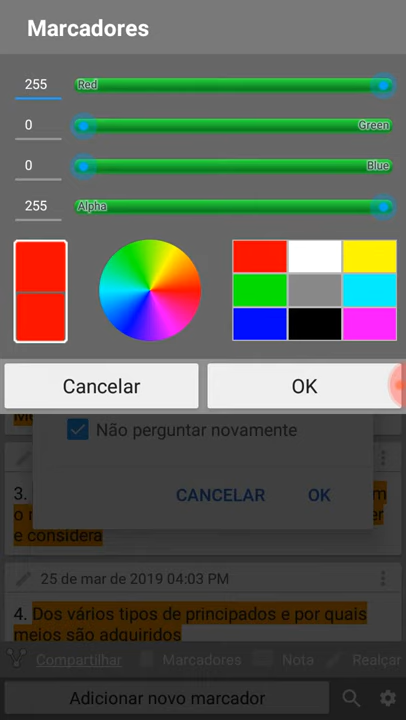 Marcadores
255
Red
0
Green
0
Blue
255
Alpha
Cancelar
OK
Não perguntar novamente
3.
CANCELAR
OK
e considera
25 de mar de 2019 04:03 PM
4. Dos vários tipos de principados e por quais
meios são adquiridos
Compartilhar
Marcadores
Nota
Realçar
Adicionar novo marcador